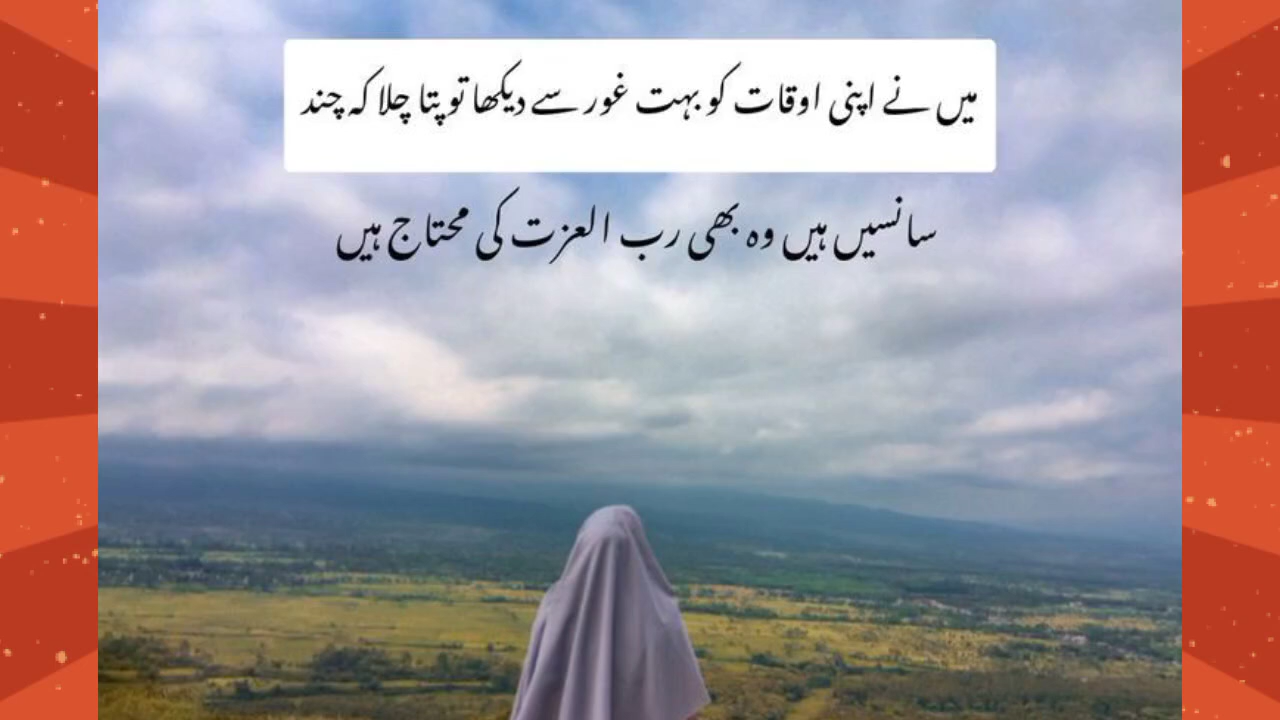 میں نے اپنی اوقات کو بہت غور سے دیکھا تو پتا چلا کہ چند
سانسیں ہیں وہ بھی رب العزت کی محتاج ہیں